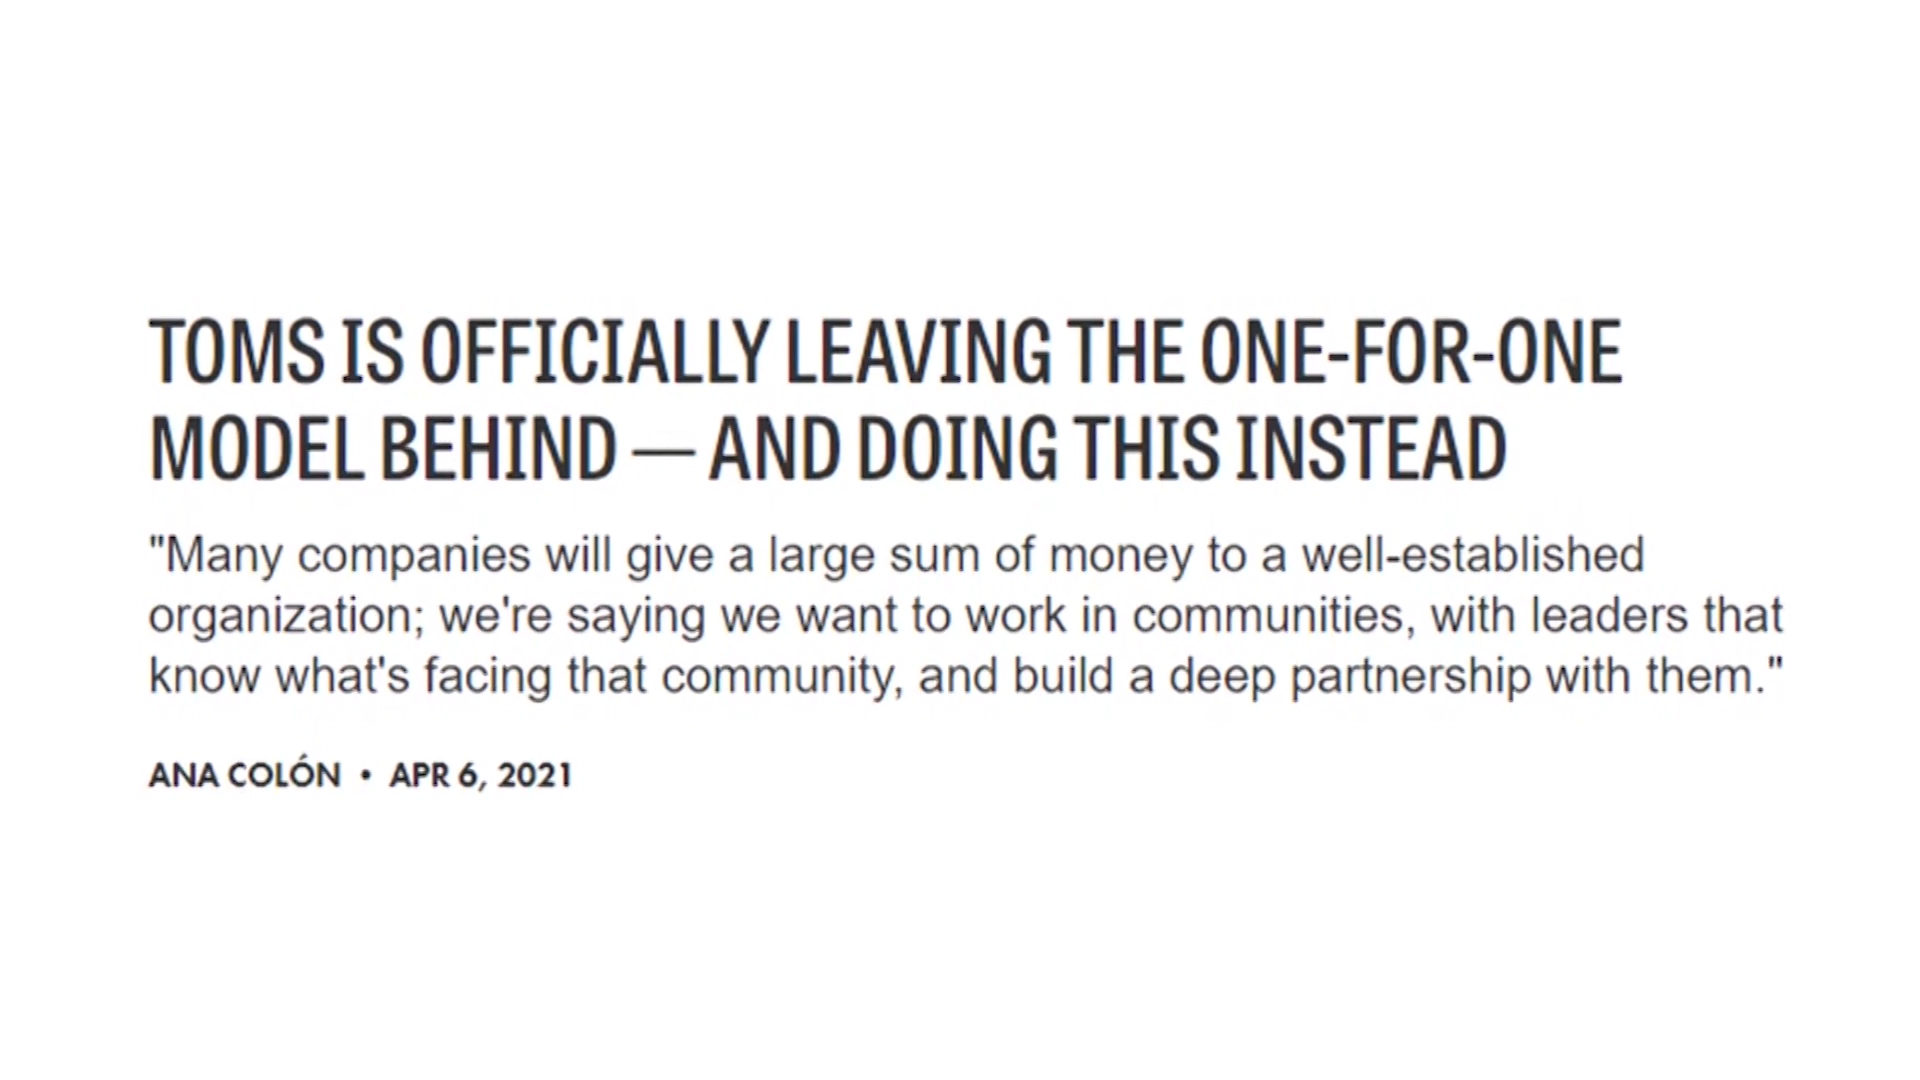 TOMS IS OFFICIALLY LEAVING THE ONE-FOR-ONE
MODEL BEHIND — AND DOING THIS INSTEAD
"Many companies will give a large sum of money to a well-established
organization; we're saying we want to work in communities, with leaders that
know what's facing that community, and build a deep partnership with them."
ANA COLÓN • APR 6, 2021